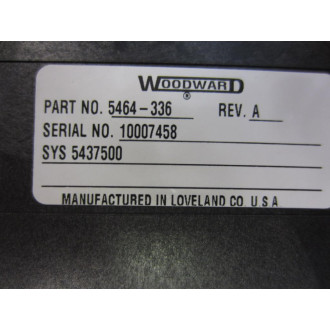 WOODWARD
®
PART NO. 5464-336 REV. A
SERIAL NO. 10007458
SYS 5437500
MANUFACTURED IN LOVELAND CO U.S.A